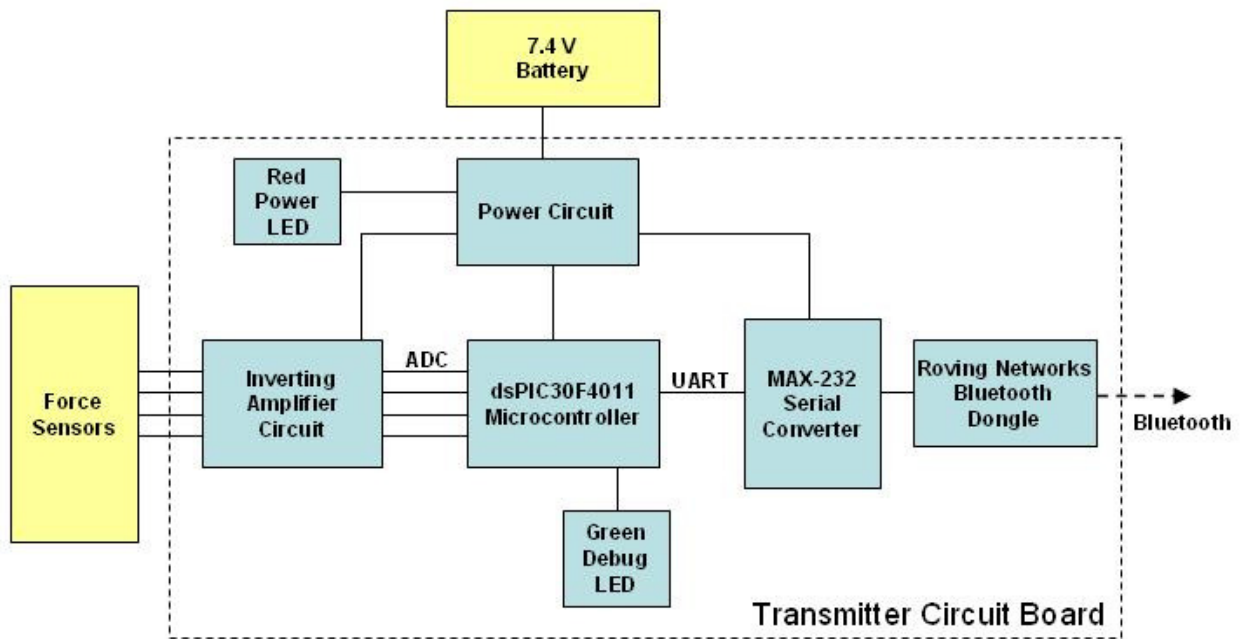 7.4 V
Battery
Red
Power
LED
Power Circuit
Force
Sensors
Inverting
Amplifier
Circuit
ADC
dsPIC30F4011
Microcontroller
UART
MAX-232
Serial
Converter
Roving Networks
Bluetooth
Dongle
Bluetooth
Green
Debug
LED
Transmitter Circuit Board